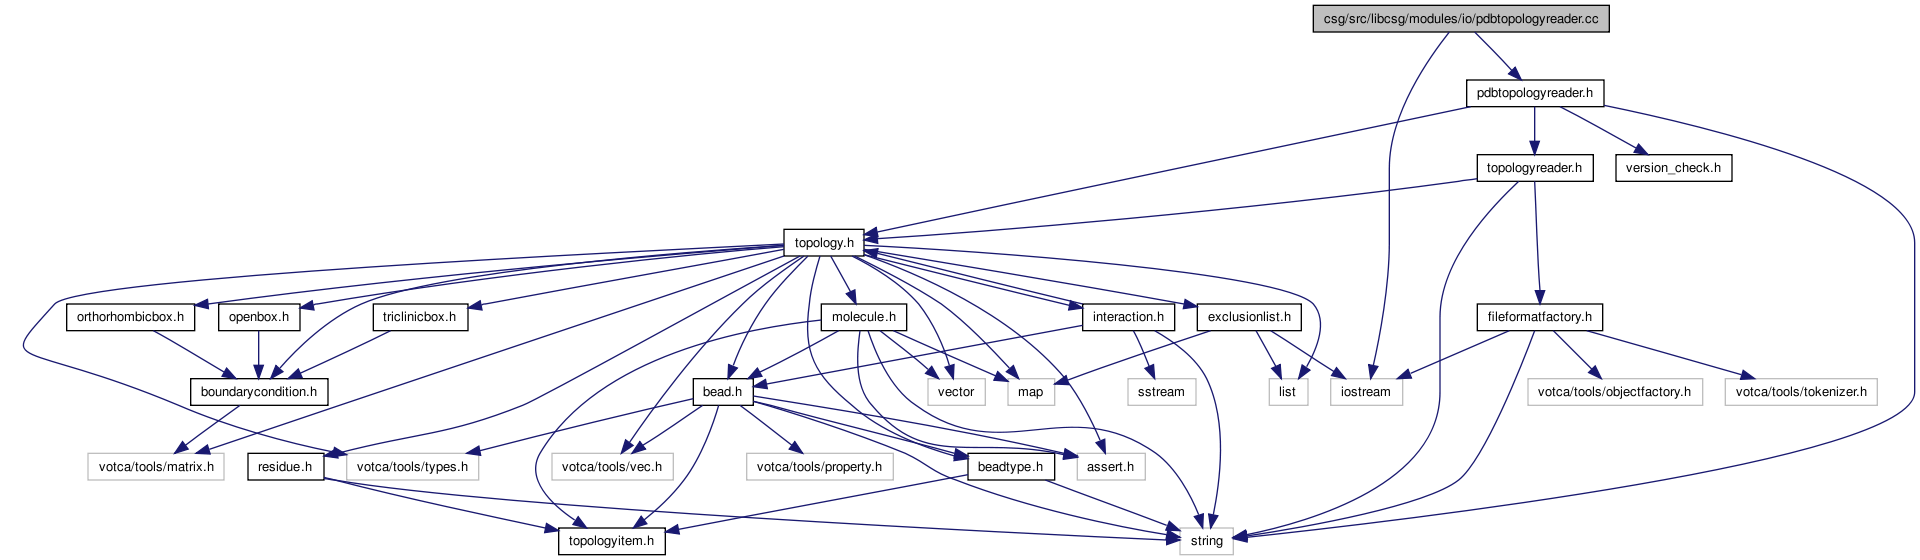 csg/src/libcsg/modules/io/pdbtopologyreader.cc
pdbtopologyreader.h
topologyreader.h
version_check.h
topology.h
orthorhombicbox.h
openbox.h
triclinicbox.h
molecule.h
interaction.h
exclusionlist.h
fileformatfactory.h
boundarycondition.h
bead.h
vector
map
sstream
list
iostream
votca/tools/objectfactory.h
votca/tools/tokenizer.h
votca/tools/matrix.h
residue.h
votca/tools/types.h
votca/tools/vec.h
votca/tools/property.h
beadtype.h
assert.h
topologyitem.h
string